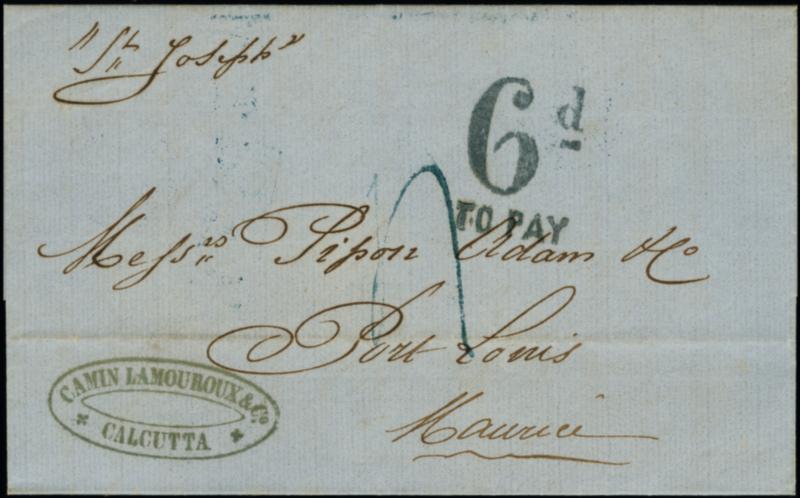 "St Joseph"
6d
TO PAY
Messrs Pipon Adam & Co
Port Louis
Maurice
CAMIN LAMOUROUX & Co
CALCUTTA